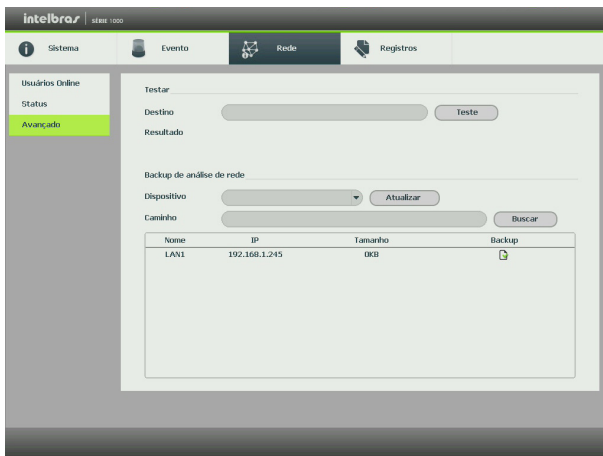 intelbras SÉRIE 1000
Sistema Evento Rede Registros
Usuários Online
Status
Avançado
Testar
Destino Teste
Resultado
Backup de análise de rede
Dispositivo Atualizar
Caminho Buscar
Nome IP Tamanho Backup
LAN1 192.168.1.245 0KB